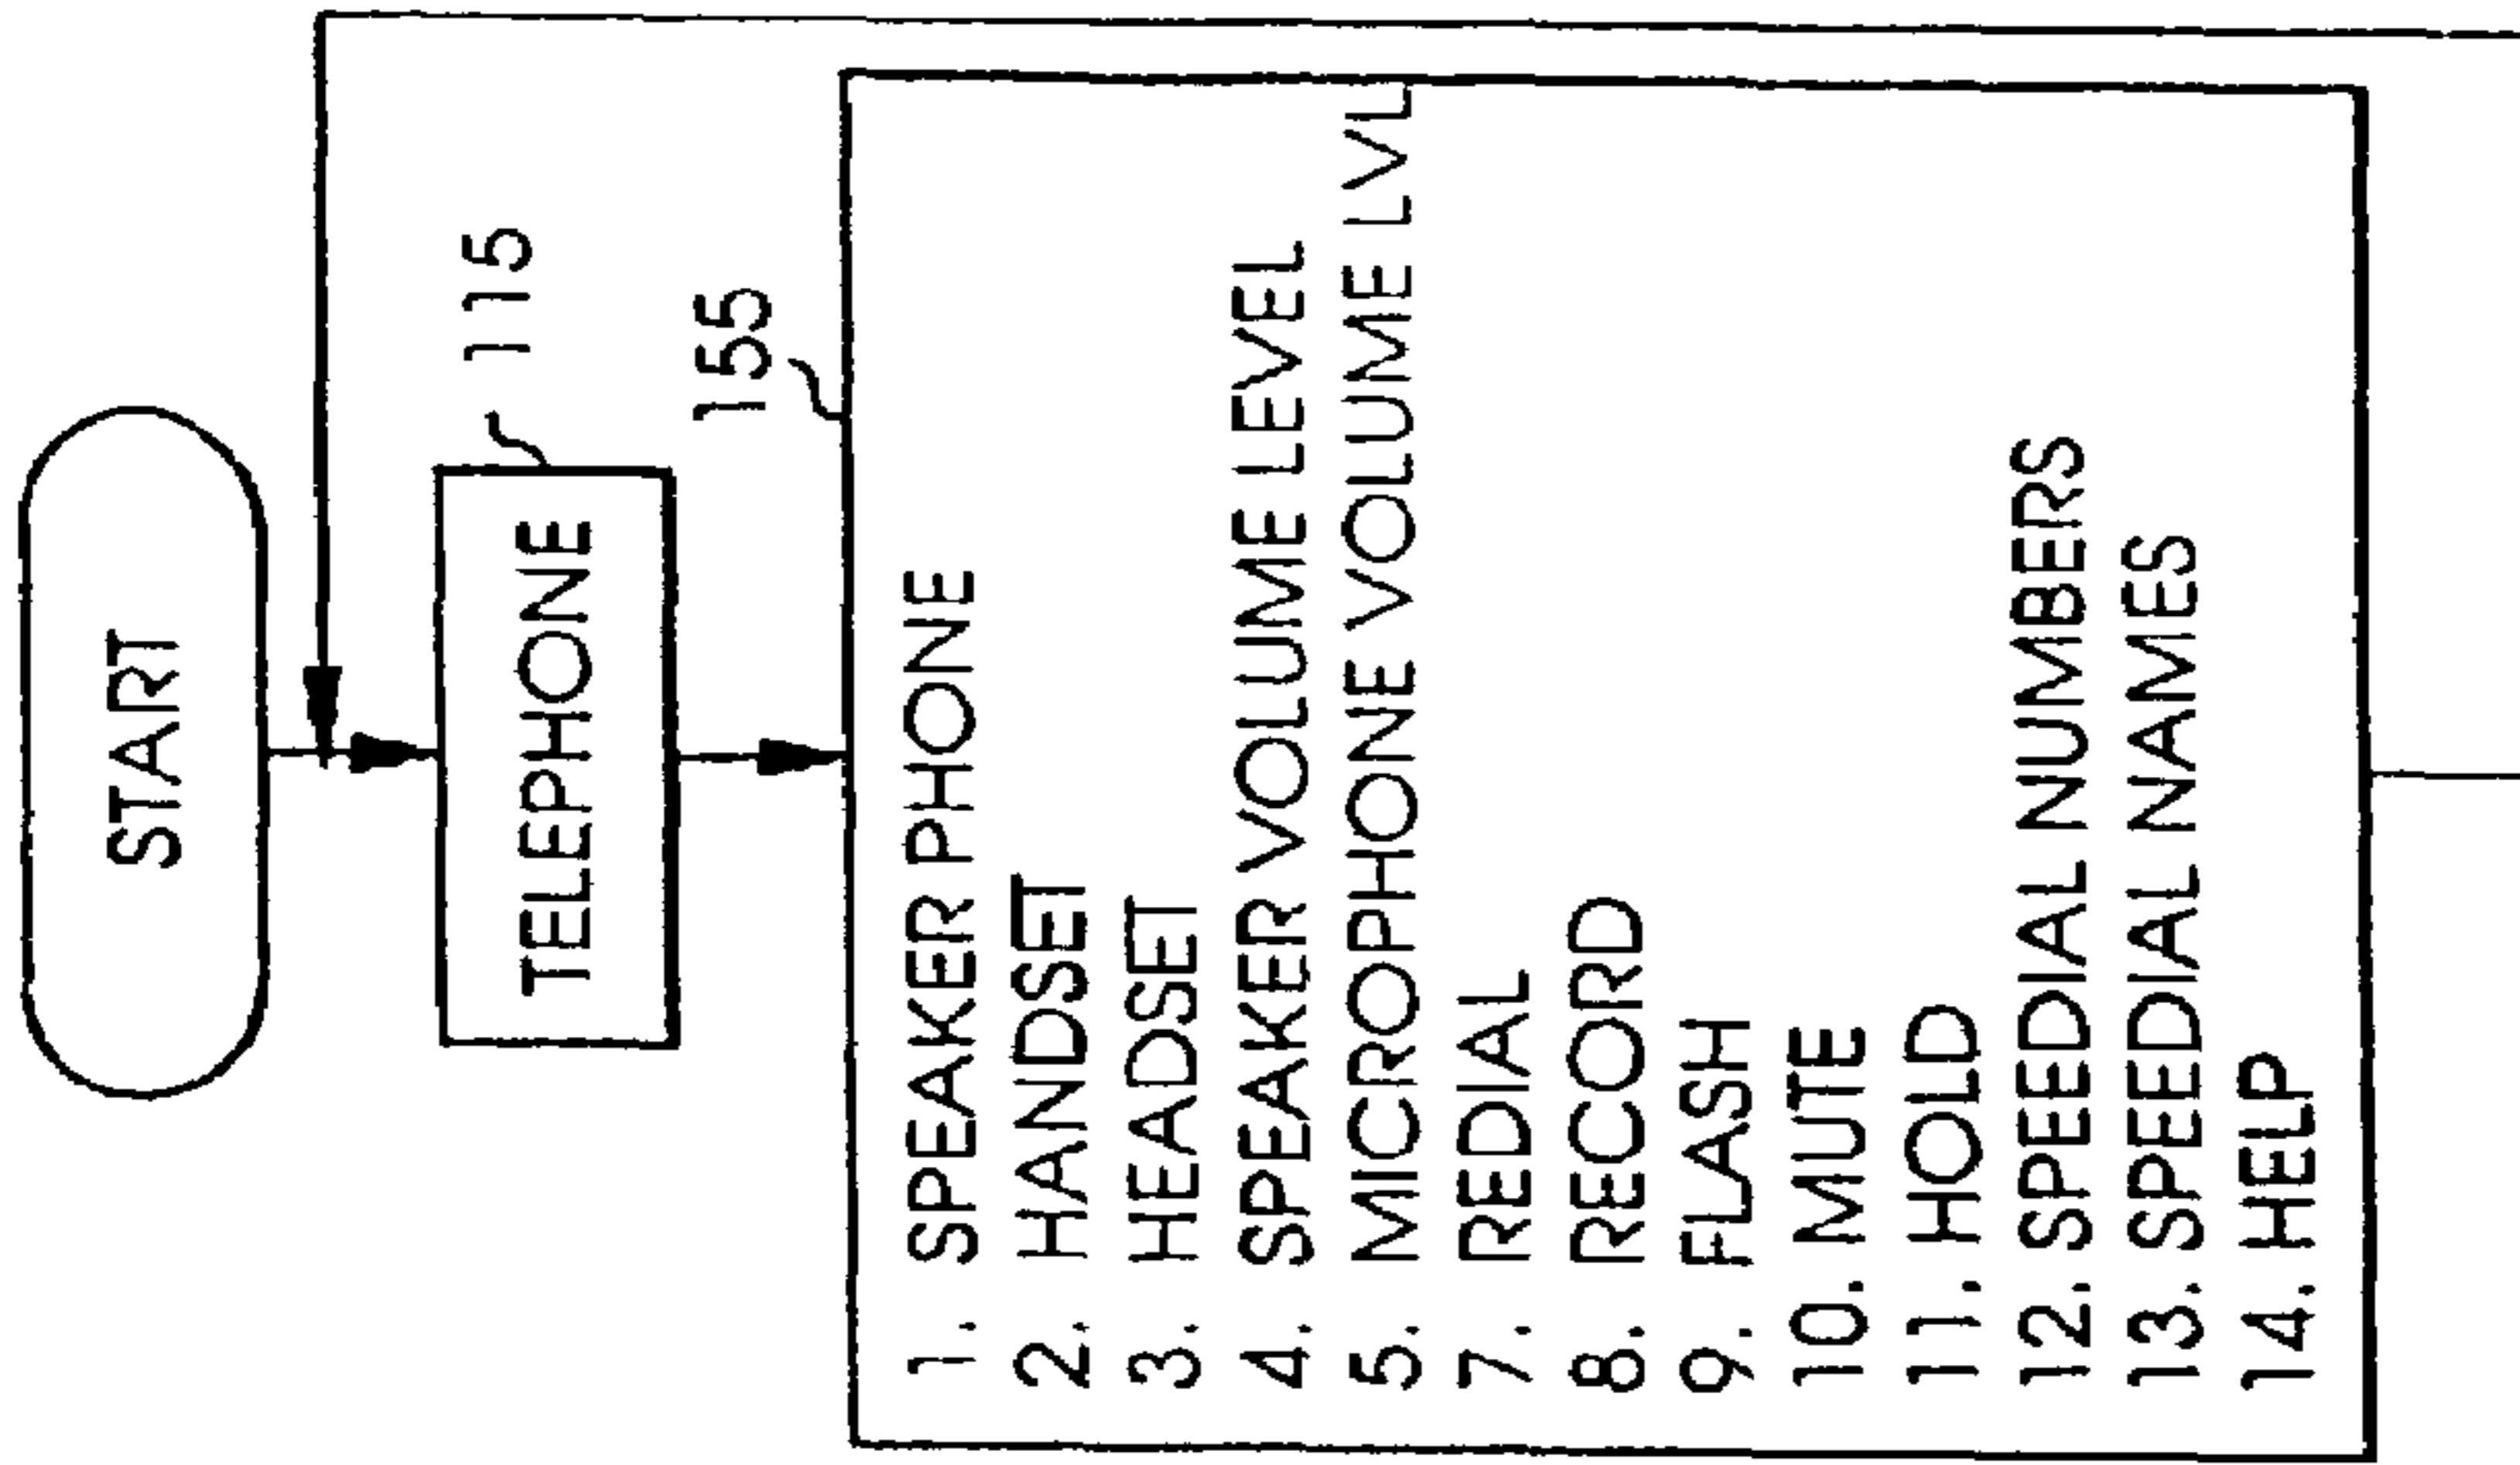 START
TELEPHONE
115
155
1. SPEAKER PHONE
2. HANDSET
3. HEADSET
4. SPEAKER VOLUME LEVEL
5. MICROPHONE VOLUME LVL
7. REDIAL
8. RECORD
9. FLASH
10. MUTE
11. HOLD
12. SPEEDIAL NUMBERS
13. SPEEDIAL NAMES
14. HELP